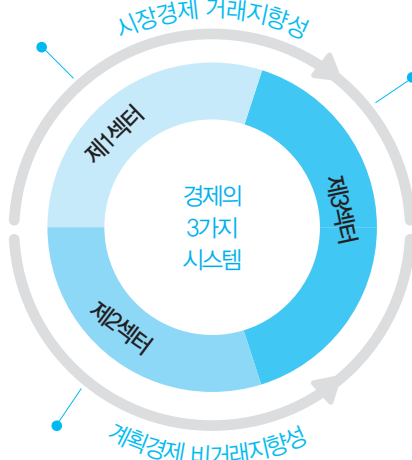 시장경제 거래지향성
제1섹터
제3섹터
경제의
3가지
시스템
제2섹터
계획경제 비거래지향성